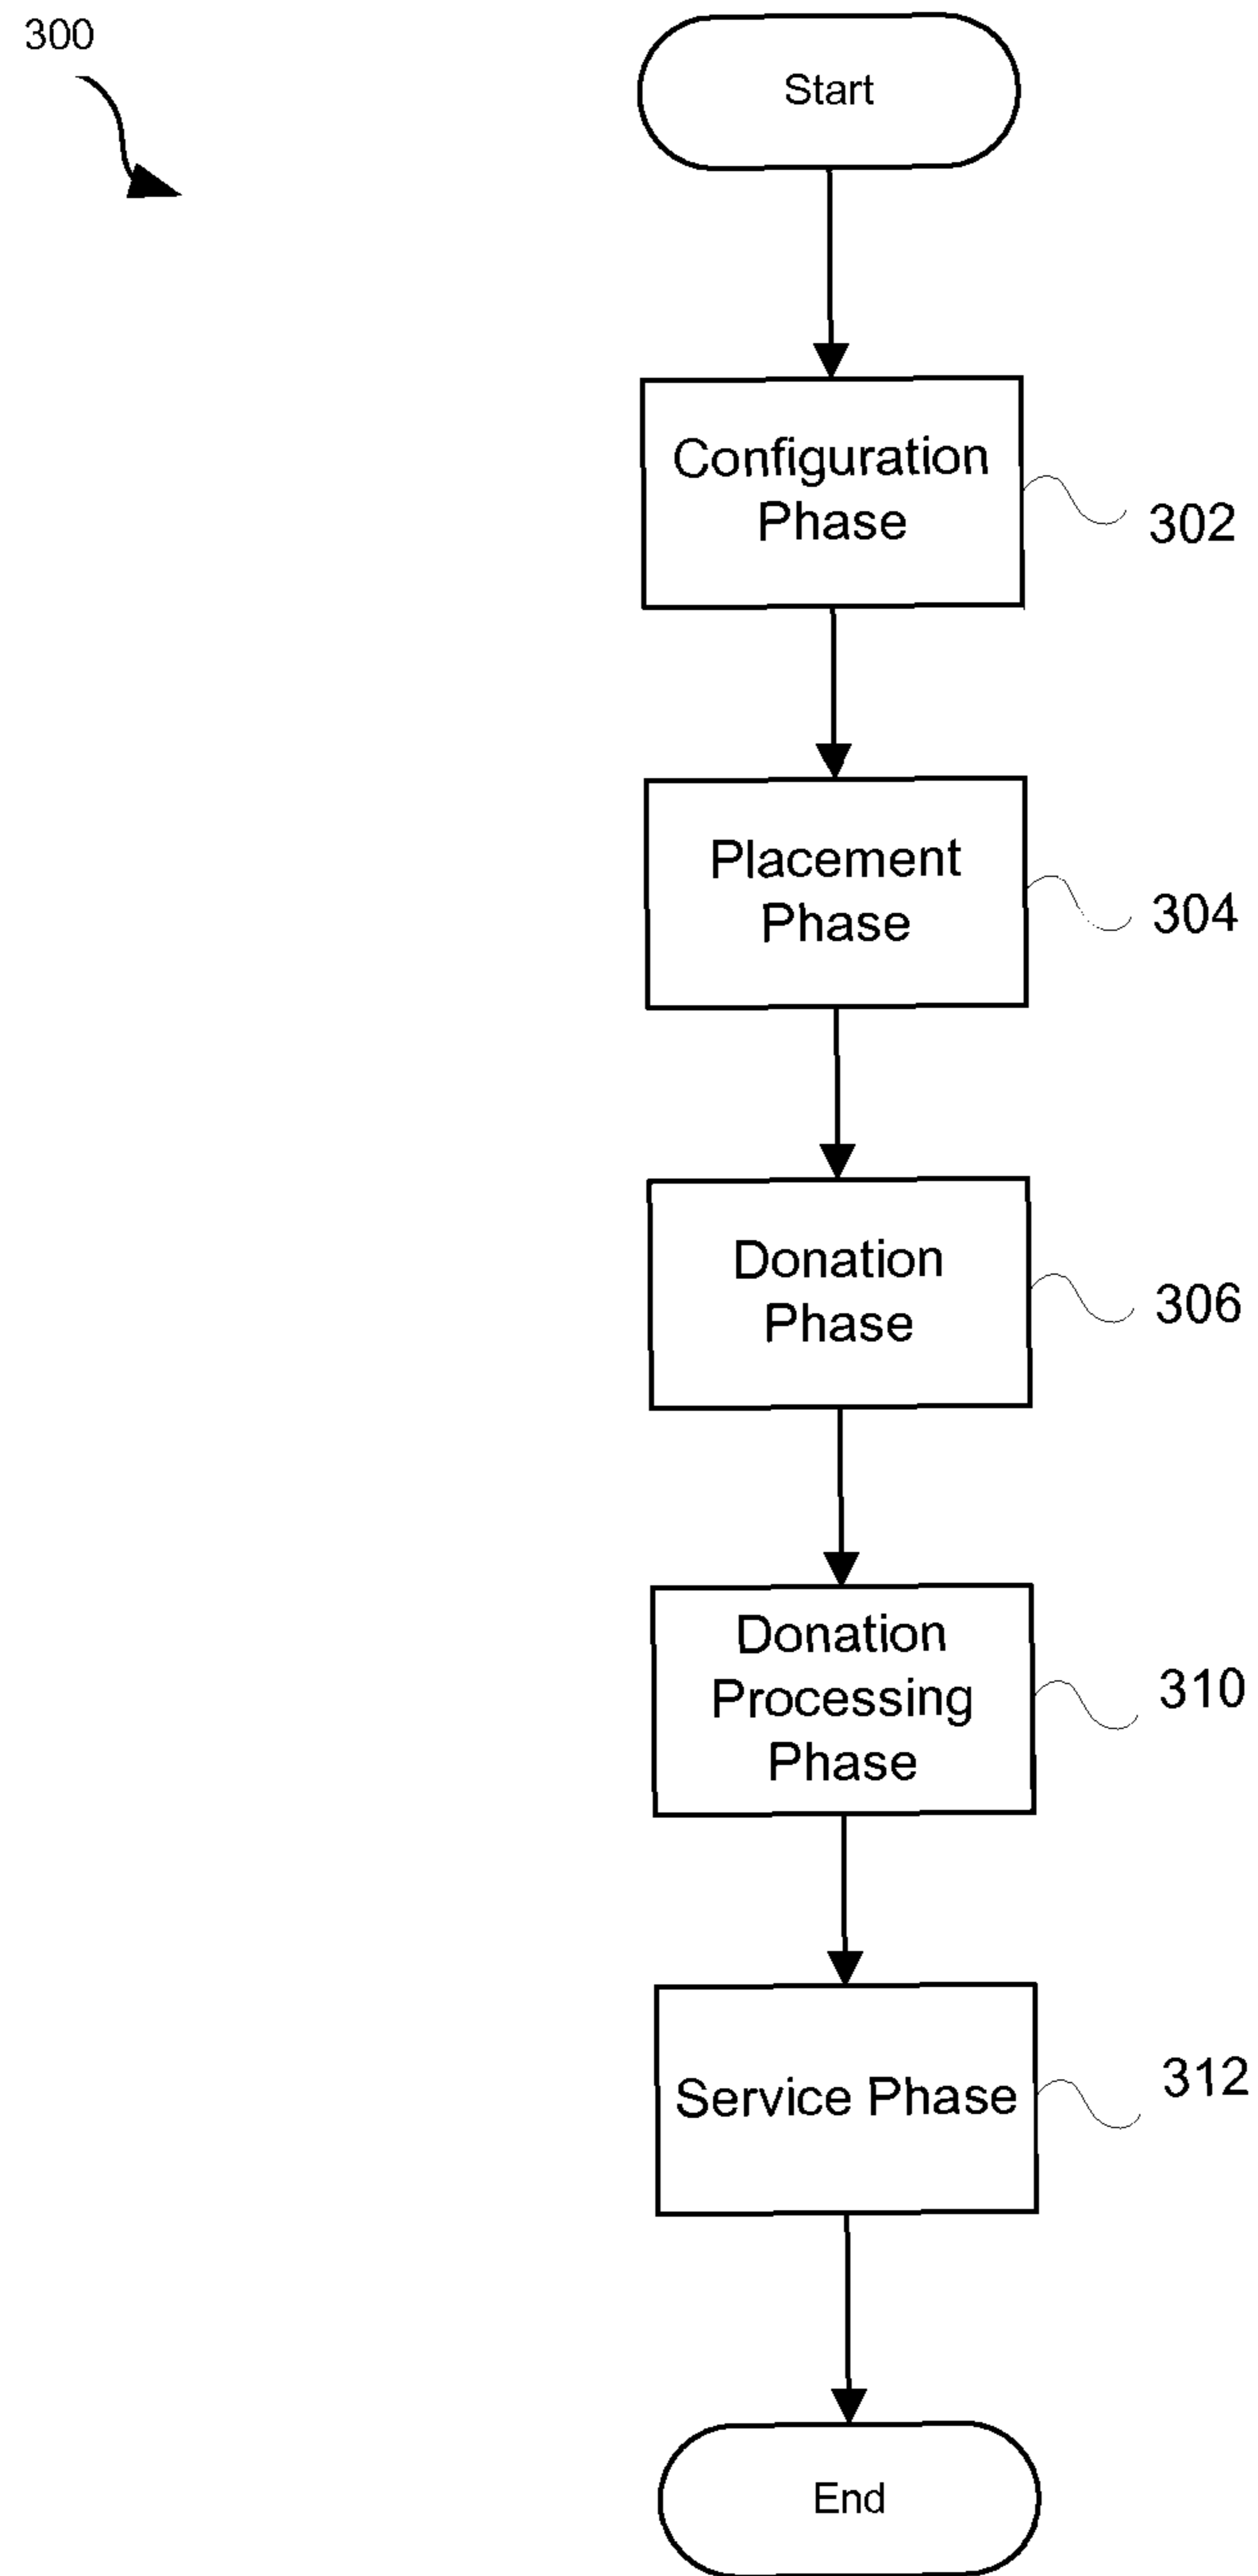 300
Start
Configuration
Phase
302
Placement
Phase
304
Donation
Phase
306
Donation
Processing
Phase
310
Service Phase
312
End